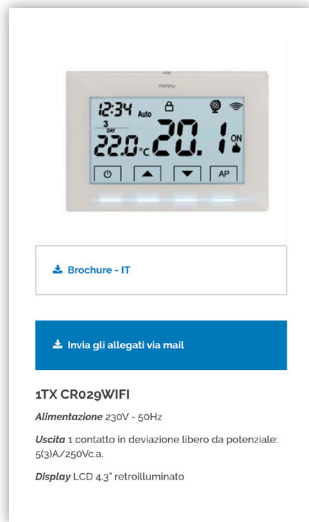 PERRY
12:34 Auto
3
DAY
22.0 °C 20.1 ON
AP
Brochure - IT
Invia gli allegati via mail
1TX CR029WIFI
Alimentazione 230V - 50Hz
Uscita 1 contatto in deviazione libero da potenziale:
5(3)A/250Vc.a.
Display LCD 4.3" retroilluminato